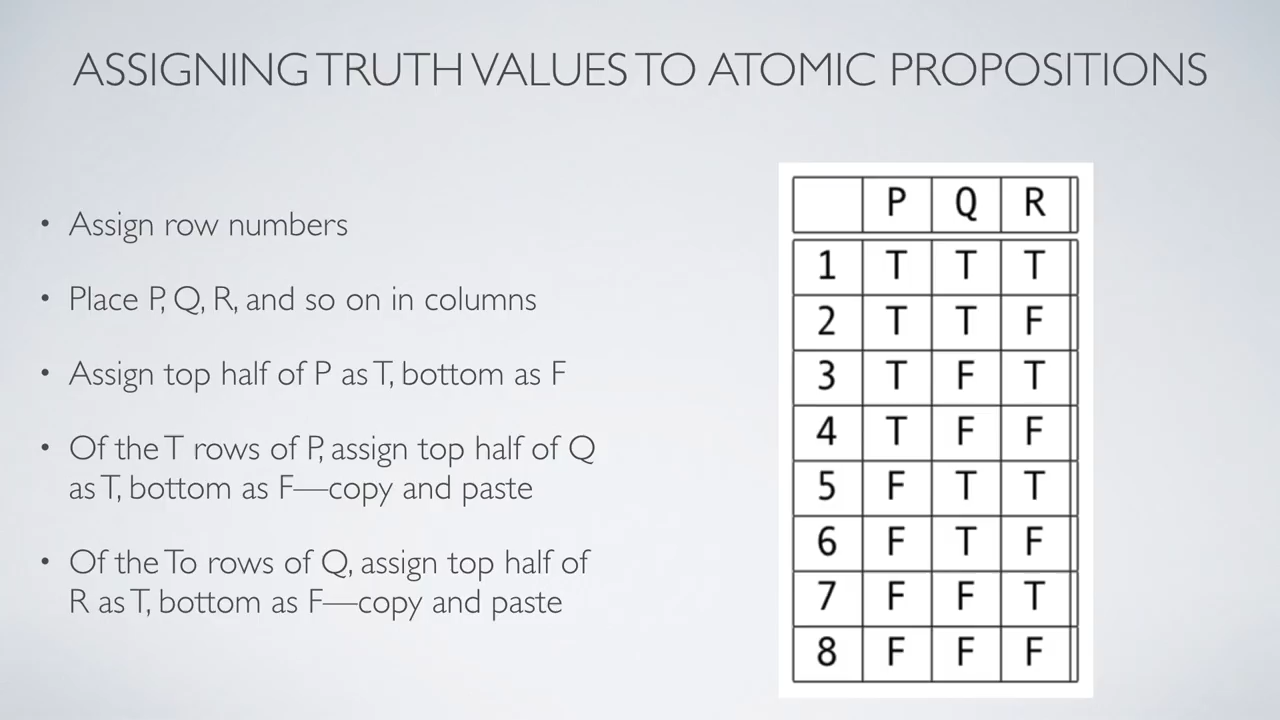 ASSIGNING TRUTH VALUES TO ATOMIC PROPOSITIONS
• Assign row numbers
• Place P, Q, R, and so on in columns
• Assign top half of P as T, bottom as F
• Of the T rows of P, assign top half of Q
as T, bottom as F—copy and paste
• Of the To rows of Q, assign top half of
R as T, bottom as F—copy and paste
P Q R
1 T T T
2 T T F
3 T F T
4 T F F
5 F T T
6 F T F
7 F F T
8 F F F